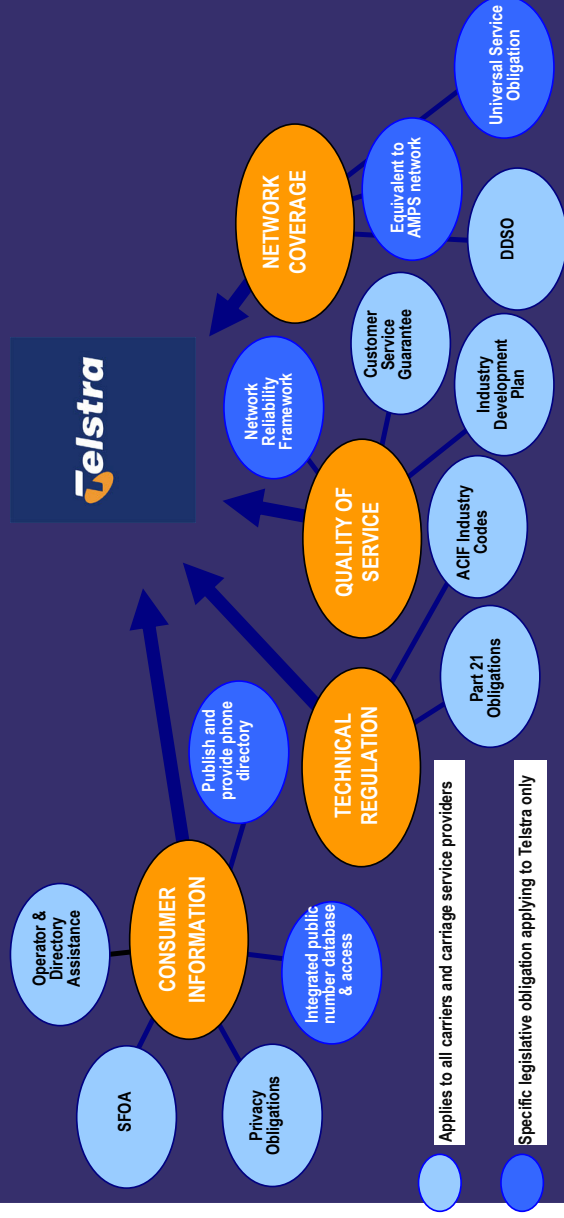 Telstra
Operator &
Directory
Assistance
SFOA
Privacy
Obligations
CONSUMER
INFORMATION
Publish and
provide phone
directory
Integrated public
number database
& access
TECHNICAL
REGULATION
Part 21
Obligations
ACIF Industry
Codes
QUALITY OF
SERVICE
Network
Reliability
Framework
Customer
Service
Guarantee
Industry
Development
Plan
NETWORK
COVERAGE
Equivalent to
AMPS network
DDSO
Universal Service
Obligation
Applies to all carriers and carriage service providers
Specific legislative obligation applying to Telstra only